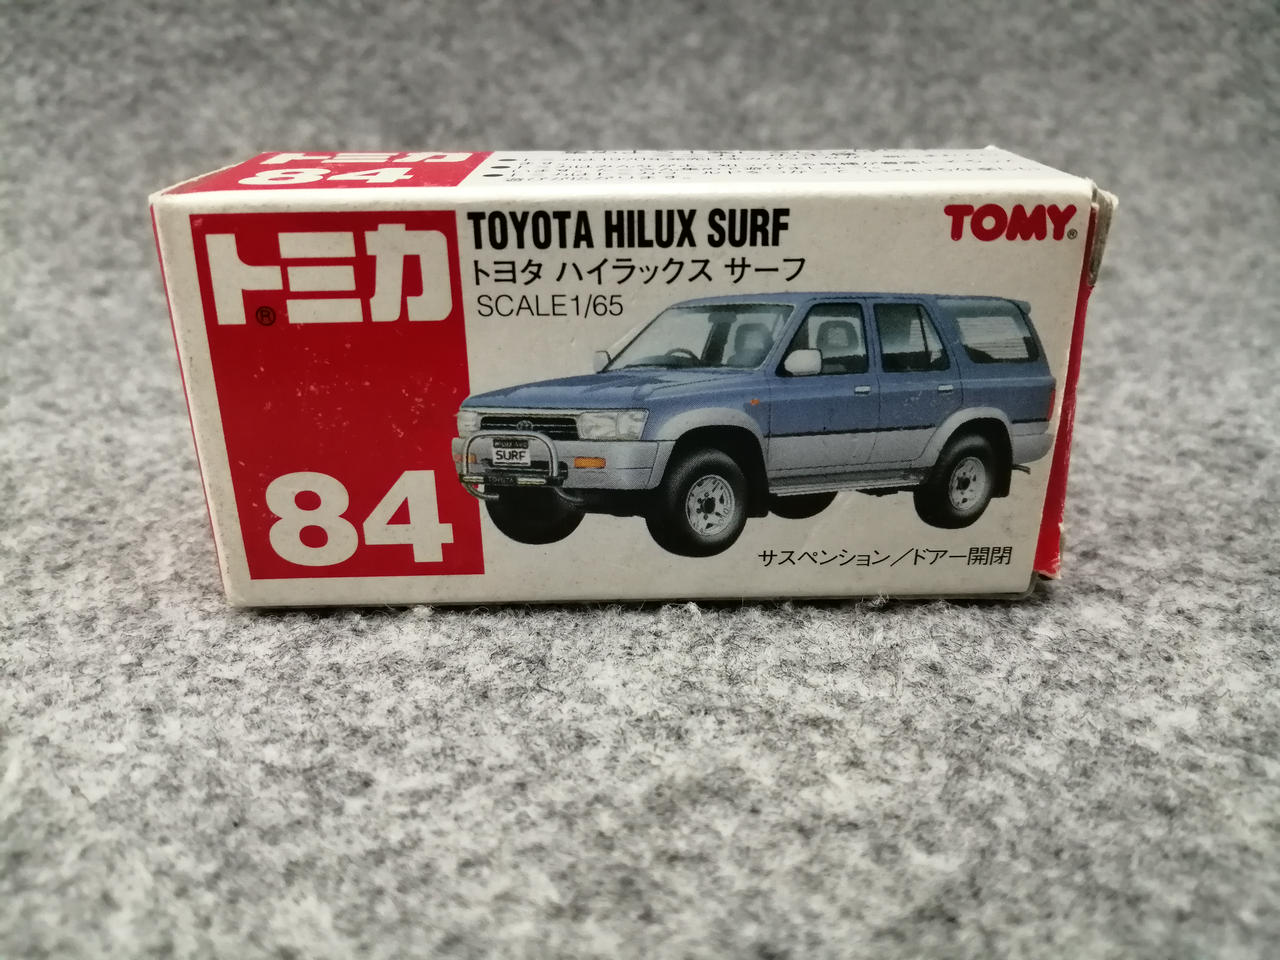 トミカ
84
トミカ®
84
TOYOTA HILUX SURF
トヨタ ハイラックス サーフ
SCALE1/65
TOMY®
SURF
TOYOTA
サスペンション/ドアー開閉